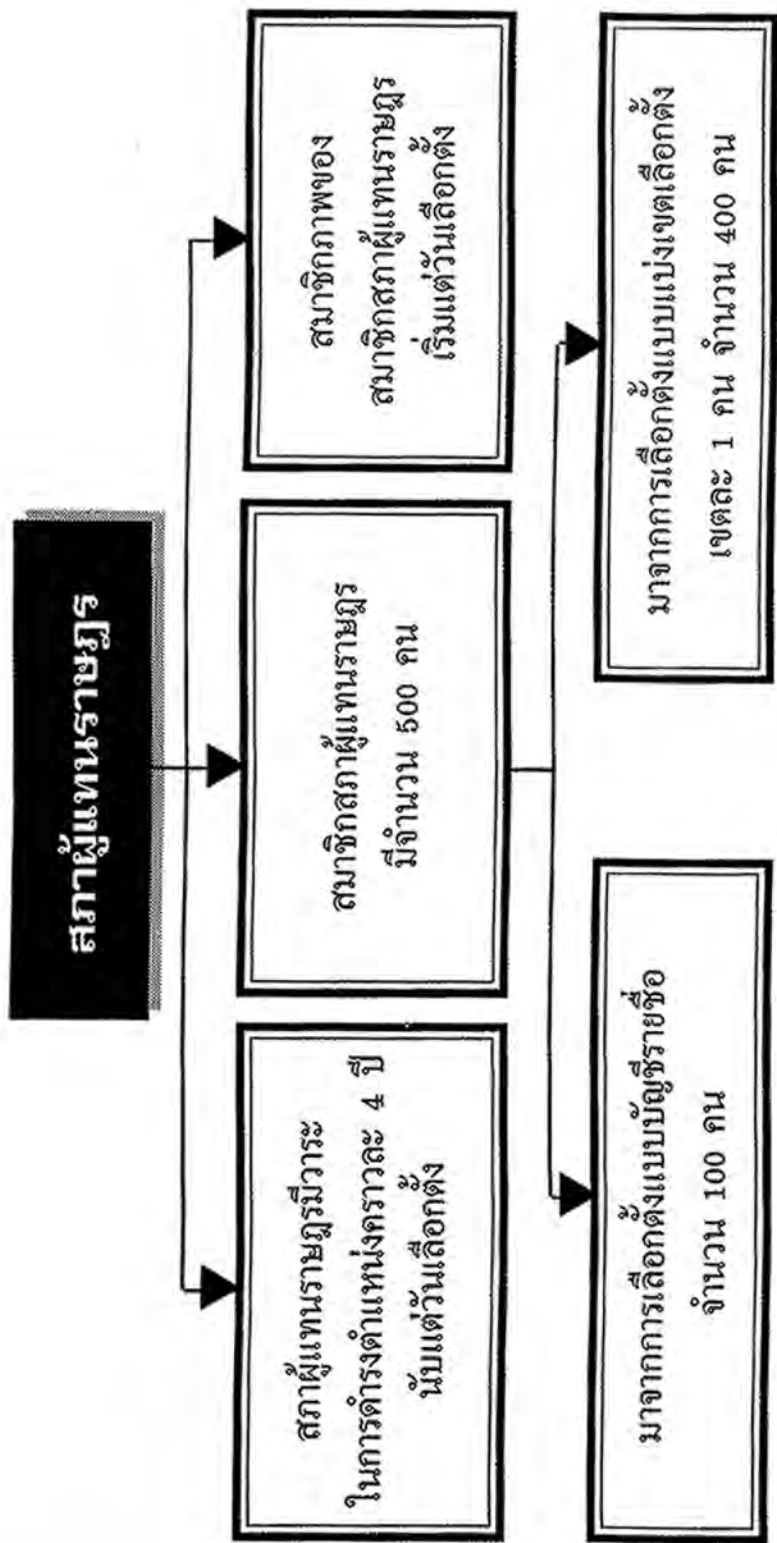 สภาผู้แทนราษฎร
สภาผู้แทนราษฎรมีวาระ
ในการดำรงตำแหน่งคราวละ 4 ปี
นับแต่วันเลือกตั้ง
สมาชิกสภาผู้แทนราษฎร
มีจำนวน 500 คน
สมาชิกภาพของ
สมาชิกสภาผู้แทนราษฎร
เริ่มแต่วันเลือกตั้ง
มาจากการเลือกตั้งแบบบัญชีรายชื่อ
จำนวน 100 คน
มาจากการเลือกตั้งแบบแบ่งเขตเลือกตั้ง
เขตละ 1 คน จำนวน 400 คน